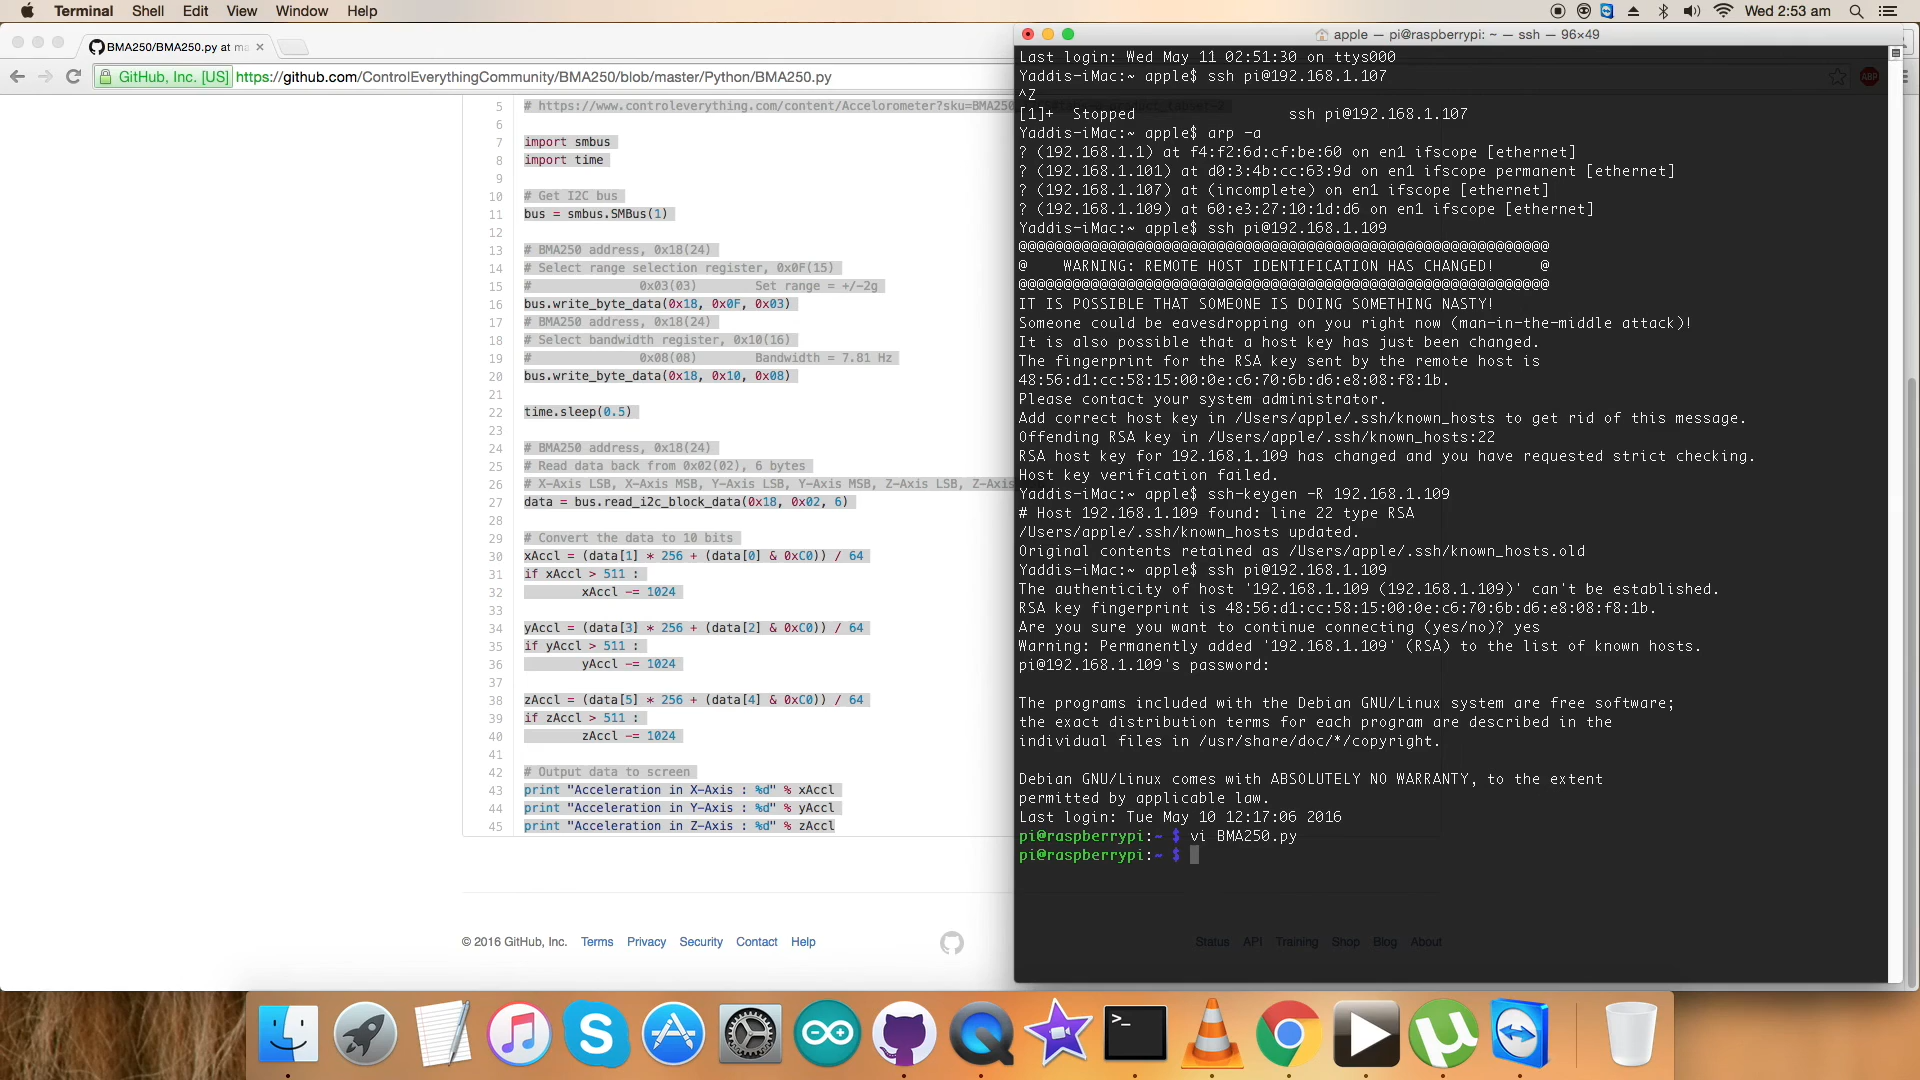 Terminal Shell Edit View Window Help
Wed 2:53 am
BMA250/BMA250.py at ma
GitHub, Inc. [US] https://github.com/ControlEverythingCommunity/BMA250/blob/master/Python/BMA250.py
ABP
5 # https://www.controleverything.com/content/Accelorometer?sku=BMA250
6
7 import smbus
8 import time
9
10 # Get I2C bus
11 bus = smbus.SMBus(1)
12
13 # BMA250 address, 0x18(24)
14 # Select range selection register, 0x0F(15)
15 # 0x03(03) Set range = +/-2g
16 bus.write_byte_data(0x18, 0x0F, 0x03)
17 # BMA250 address, 0x18(24)
18 # Select bandwidth register, 0x10(16)
19 # 0x08(08) Bandwidth = 7.81 Hz
20 bus.write_byte_data(0x18, 0x10, 0x08)
21
22 time.sleep(0.5)
23
24 # BMA250 address, 0x18(24)
25 # Read data back from 0x02(02), 6 bytes
26 # X-Axis LSB, X-Axis MSB, Y-Axis LSB, Y-Axis MSB, Z-Axis LSB, Z-Axis
27 data = bus.read_i2c_block_data(0x18, 0x02, 6)
28
29 # Convert the data to 10 bits
30 xAccl = (data[1] * 256 + (data[0] & 0xC0)) / 64
31 if xAccl > 511 :
32 xAccl -= 1024
33
34 yAccl = (data[3] * 256 + (data[2] & 0xC0)) / 64
35 if yAccl > 511 :
36 yAccl -= 1024
37
38 zAccl = (data[5] * 256 + (data[4] & 0xC0)) / 64
39 if zAccl > 511 :
40 zAccl -= 1024
41
42 # Output data to screen
43 print "Acceleration in X-Axis : %d" % xAccl
44 print "Acceleration in Y-Axis : %d" % yAccl
45 print "Acceleration in Z-Axis : %d" % zAccl
© 2016 GitHub, Inc. Terms Privacy Security Contact Help
Status API Training Shop Blog About
apple — pi@raspberrypi: ~ — ssh — 96×49
Last login: Wed May 11 02:51:30 on ttys000
Yaddis-iMac:~ apple$ ssh pi@192.168.1.107
^Z
[1]+ Stopped ssh pi@192.168.1.107
Yaddis-iMac:~ apple$ arp -a
? (192.168.1.1) at f4:f2:6d:cf:be:60 on en1 ifscope [ethernet]
? (192.168.1.101) at d0:3:4b:cc:63:9d on en1 ifscope permanent [ethernet]
? (192.168.1.107) at (incomplete) on en1 ifscope [ethernet]
? (192.168.1.109) at 60:e3:27:10:1d:d6 on en1 ifscope [ethernet]
Yaddis-iMac:~ apple$ ssh pi@192.168.1.109
@@@@@@@@@@@@@@@@@@@@@@@@@@@@@@@@@@@@@@@@@@@@@@@@@@@@@@@@@@@
@ WARNING: REMOTE HOST IDENTIFICATION HAS CHANGED! @
@@@@@@@@@@@@@@@@@@@@@@@@@@@@@@@@@@@@@@@@@@@@@@@@@@@@@@@@@@@
IT IS POSSIBLE THAT SOMEONE IS DOING SOMETHING NASTY!
Someone could be eavesdropping on you right now (man-in-the-middle attack)!
It is also possible that a host key has just been changed.
The fingerprint for the RSA key sent by the remote host is
48:56:d1:cc:58:15:00:0e:c6:70:6b:d6:e8:08:f8:1b.
Please contact your system administrator.
Add correct host key in /Users/apple/.ssh/known_hosts to get rid of this message.
Offending RSA key in /Users/apple/.ssh/known_hosts:22
RSA host key for 192.168.1.109 has changed and you have requested strict checking.
Host key verification failed.
Yaddis-iMac:~ apple$ ssh-keygen -R 192.168.1.109
# Host 192.168.1.109 found: line 22 type RSA
/Users/apple/.ssh/known_hosts updated.
Original contents retained as /Users/apple/.ssh/known_hosts.old
Yaddis-iMac:~ apple$ ssh pi@192.168.1.109
The authenticity of host '192.168.1.109 (192.168.1.109)' can't be established.
RSA key fingerprint is 48:56:d1:cc:58:15:00:0e:c6:70:6b:d6:e8:08:f8:1b.
Are you sure you want to continue connecting (yes/no)? yes
Warning: Permanently added '192.168.1.109' (RSA) to the list of known hosts.
pi@192.168.1.109's password:
The programs included with the Debian GNU/Linux system are free software;
the exact distribution terms for each program are described in the
individual files in /usr/share/doc/*/copyright.
Debian GNU/Linux comes with ABSOLUTELY NO WARRANTY, to the extent
permitted by applicable law.
Last login: Tue May 10 12:17:06 2016
pi@raspberrypi:~ $ vi BMA250.py
pi@raspberrypi:~ $